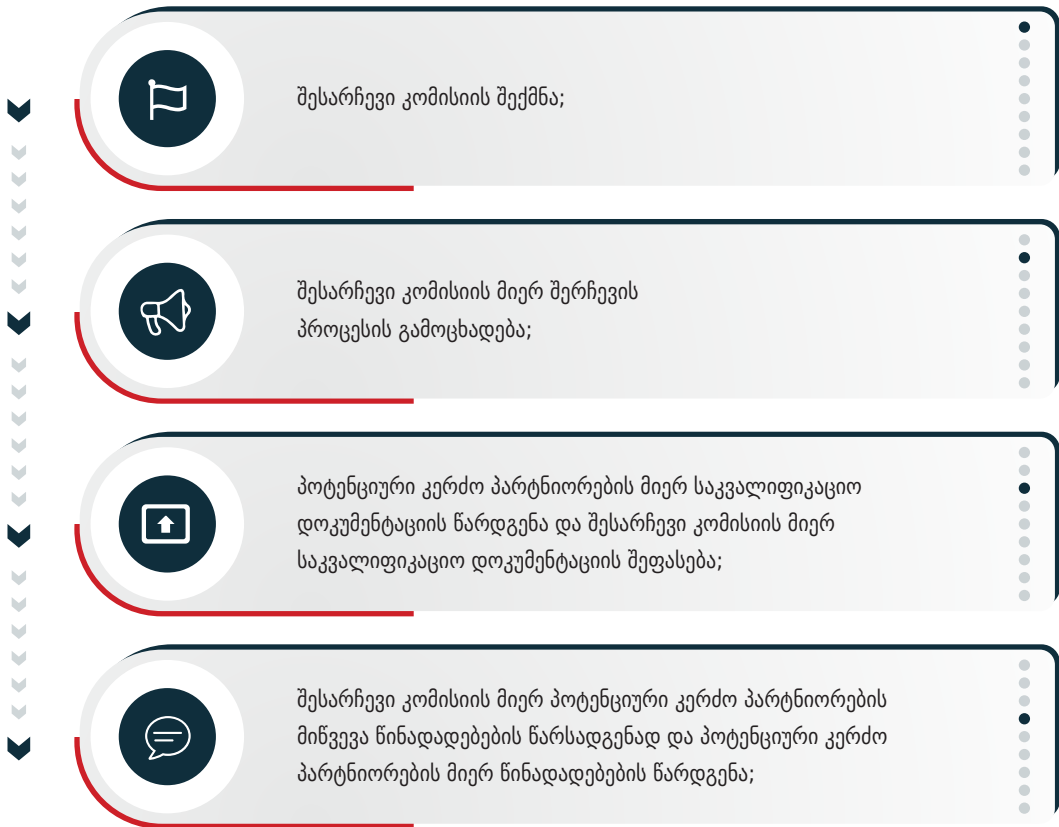 შესარჩევი კომისიის შექმნა;
შესარჩევი კომისიის მიერ შერჩევის
პროცესის გამოცხადება;
პოტენციური კერძო პარტნიორების მიერ საკვალიფიკაციო
დოკუმენტაციის წარდგენა და შესარჩევი კომისიის მიერ
საკვალიფიკაციო დოკუმენტაციის შეფასება;
შესარჩევი კომისიის მიერ პოტენციური კერძო პარტნიორების
მიწვევა წინადადებების წარსადგენად და პოტენციური კერძო
პარტნიორების მიერ წინადადებების წარდგენა;